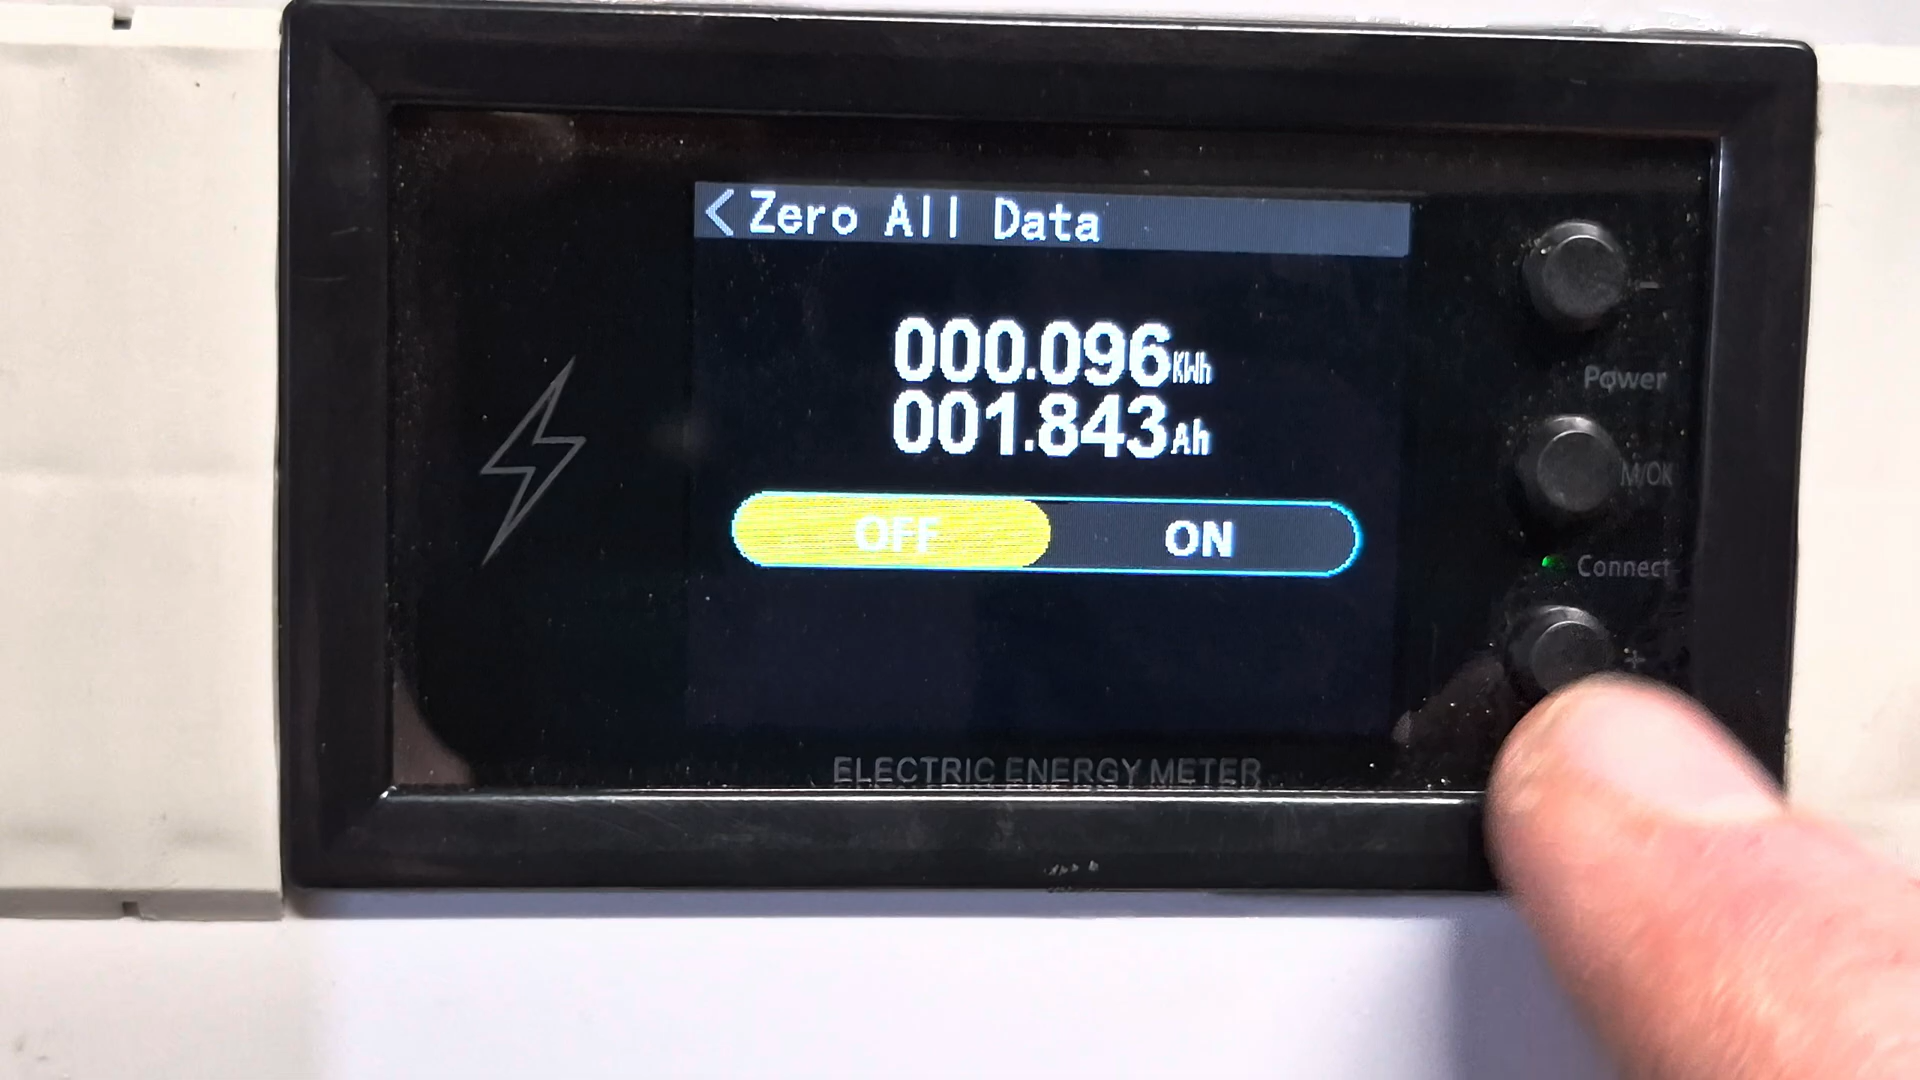 < Zero All Data
000.096KWh
001.843Ah
OFF ON
-
Power
M/OK
Connect
+
ELECTRIC ENERGY METER